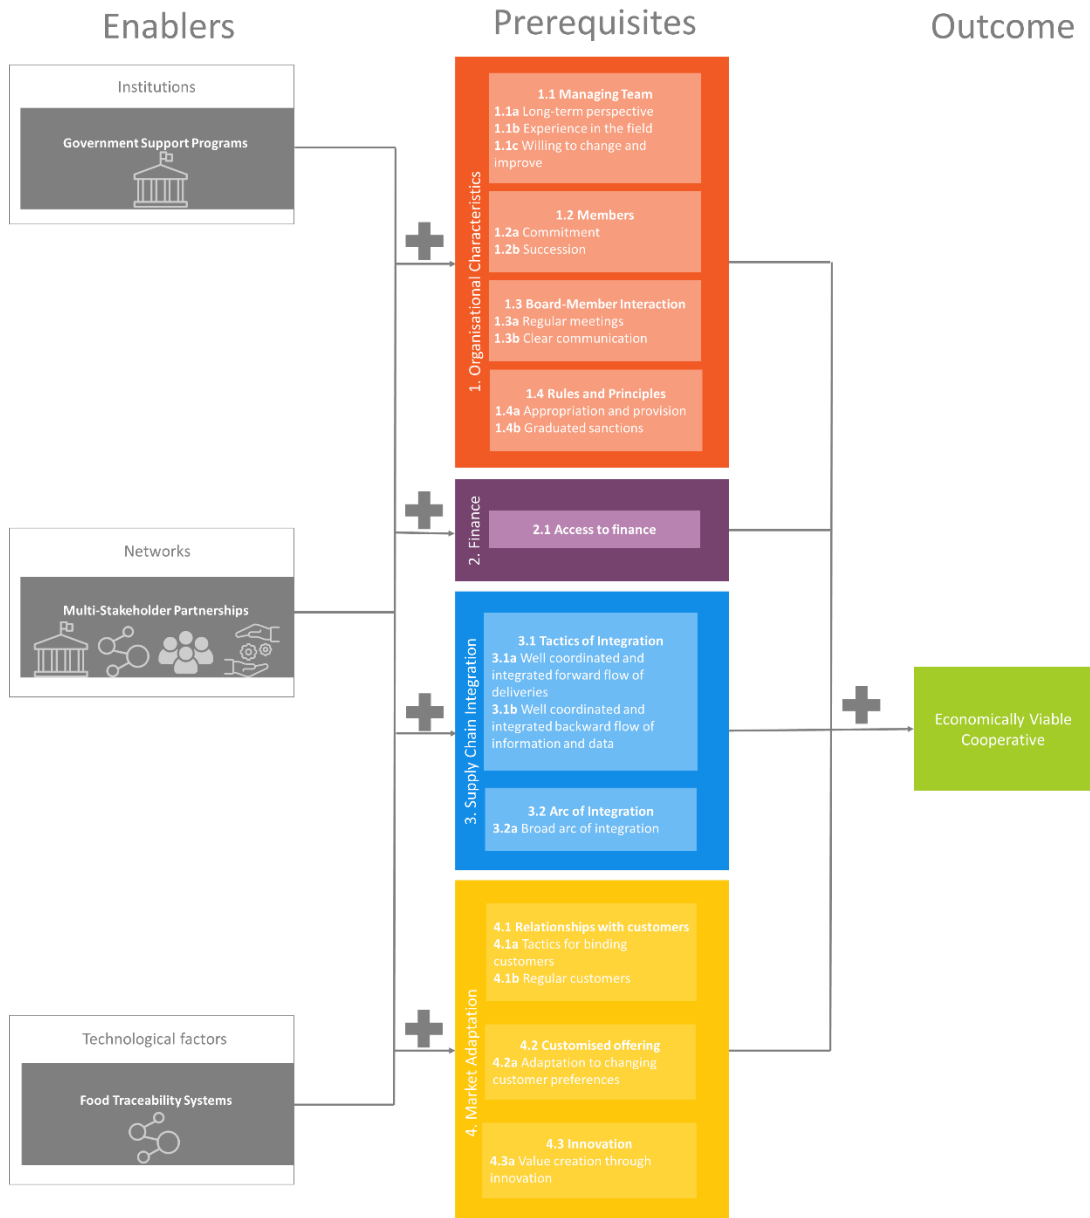 Enablers
Prerequisites
Outcome
Institutions
Government Support Programs
Networks
Multi-Stakeholder Partnerships
Technological factors
Food Traceability Systems
1. Organisational Characteristics
1.1 Managing Team
1.1a Long-term perspective
1.1b Experience in the field
1.1c Willing to change and
improve
1.2 Members
1.2a Commitment
1.2b Succession
1.3 Board-Member Interaction
1.3a Regular meetings
1.3b Clear communication
1.4 Rules and Principles
1.4a Appropriation and provision
1.4b Graduated sanctions
2. Finance
2.1 Access to finance
3. Supply Chain Integration
3.1 Tactics of Integration
3.1a Well coordinated and
integrated forward flow of
deliveries
3.1b Well coordinated and
integrated backward flow of
information and data
3.2 Arc of Integration
3.2a Broad arc of integration
4. Market Adaptation
4.1 Relationships with customers
4.1a Tactics for binding
customers
4.1b Regular customers
4.2 Customised offering
4.2a Adaptation to changing
customer preferences
4.3 Innovation
4.3a Value creation through
innovation
Economically Viable
Cooperative